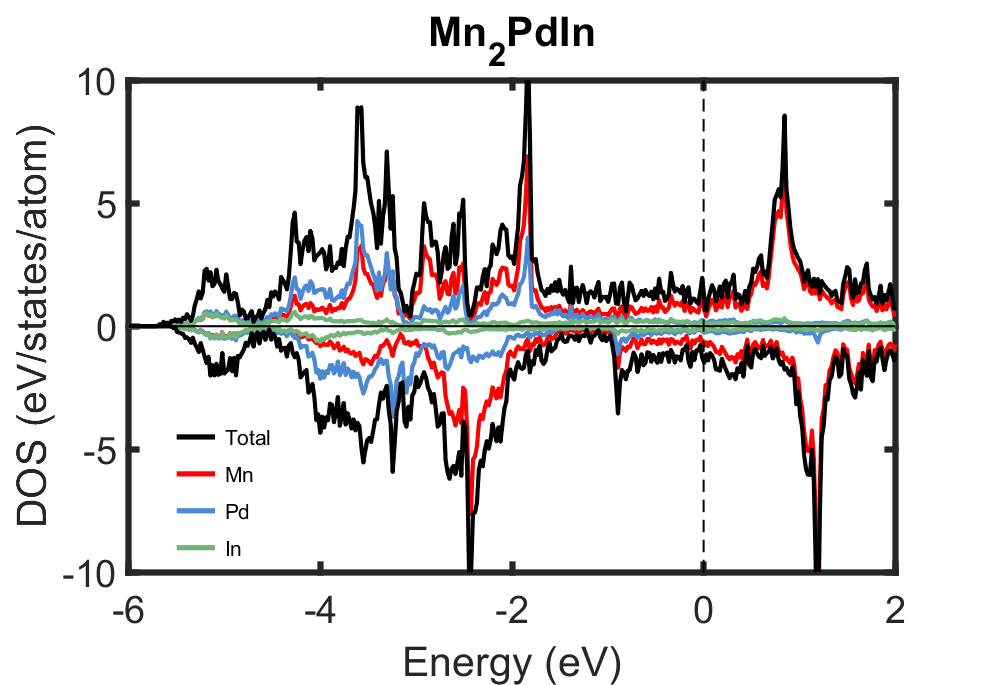 Mn2PdIn
DOS (eV/states/atom)
10
5
0
-5
-10
Total
Mn
Pd
In
-6 -4 -2 0 2
Energy (eV)